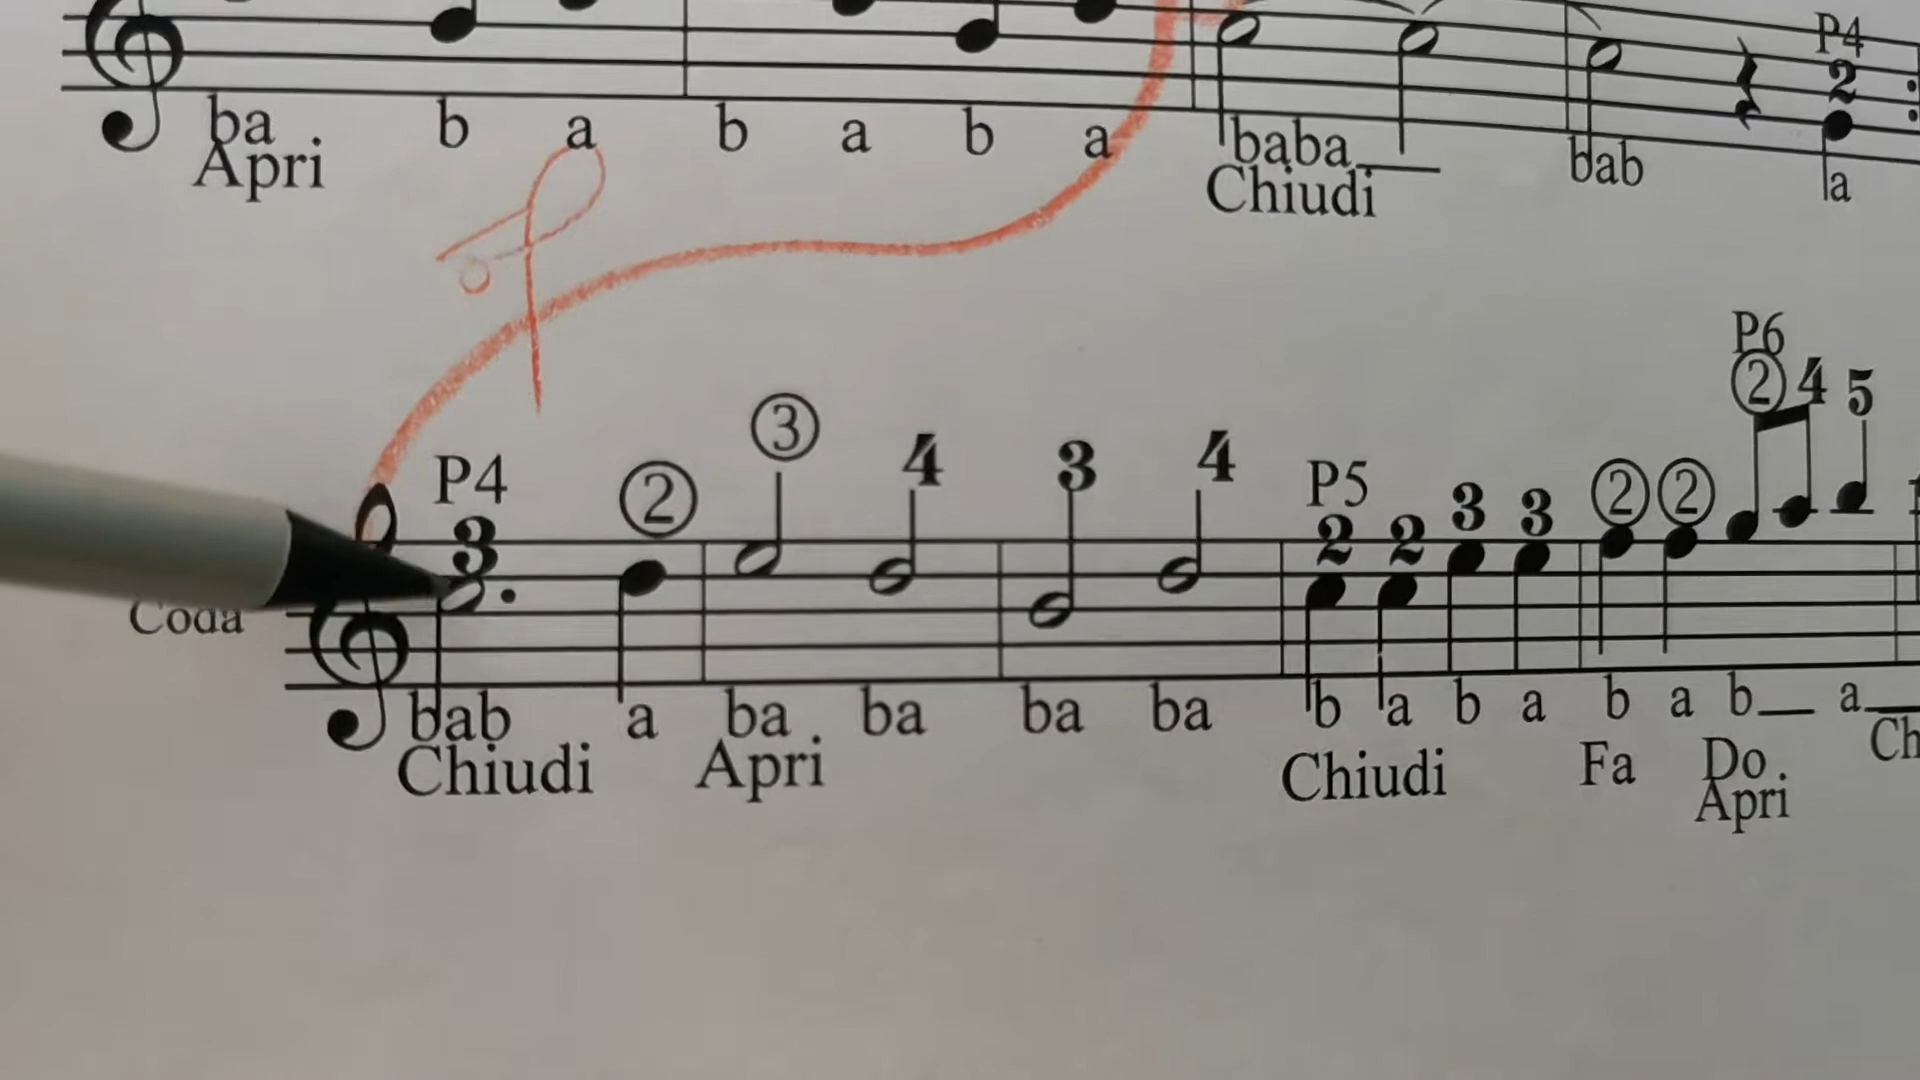 P4
2
ba b a b a b a baba bab a
Apri Chiudi
P6
② 4 5
P4 ② ③ 4 3 4 P5 ② ②
3 2 2 3 3
Coda
bab a ba ba ba ba b a b a b a b a
Chiudi Apri Chiudi Fa Do
Apri